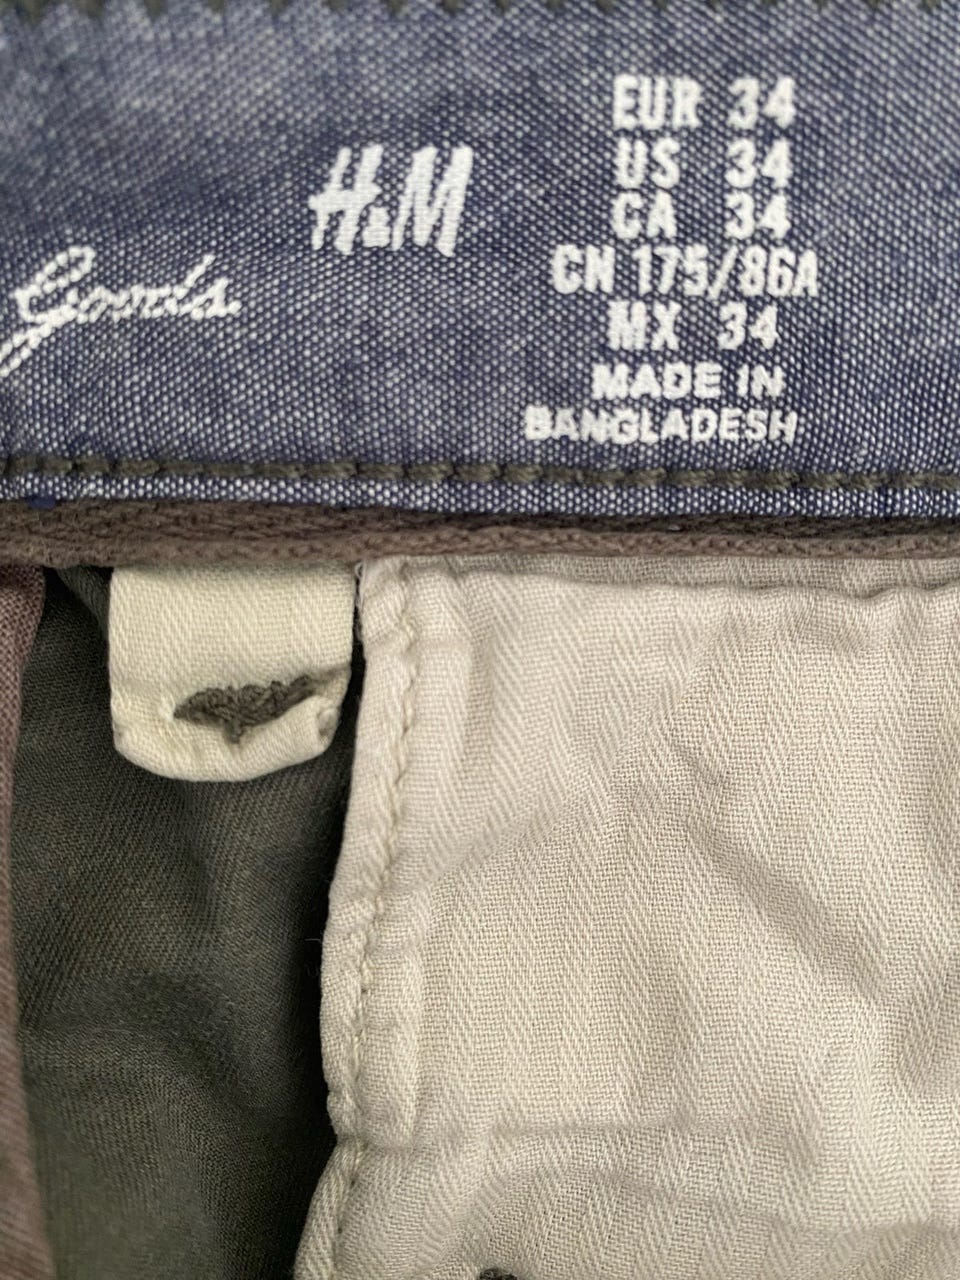 Goods
H&M
EUR 34
US 34
CA 34
CN 175/86A
MX 34
MADE IN
BANGLADESH